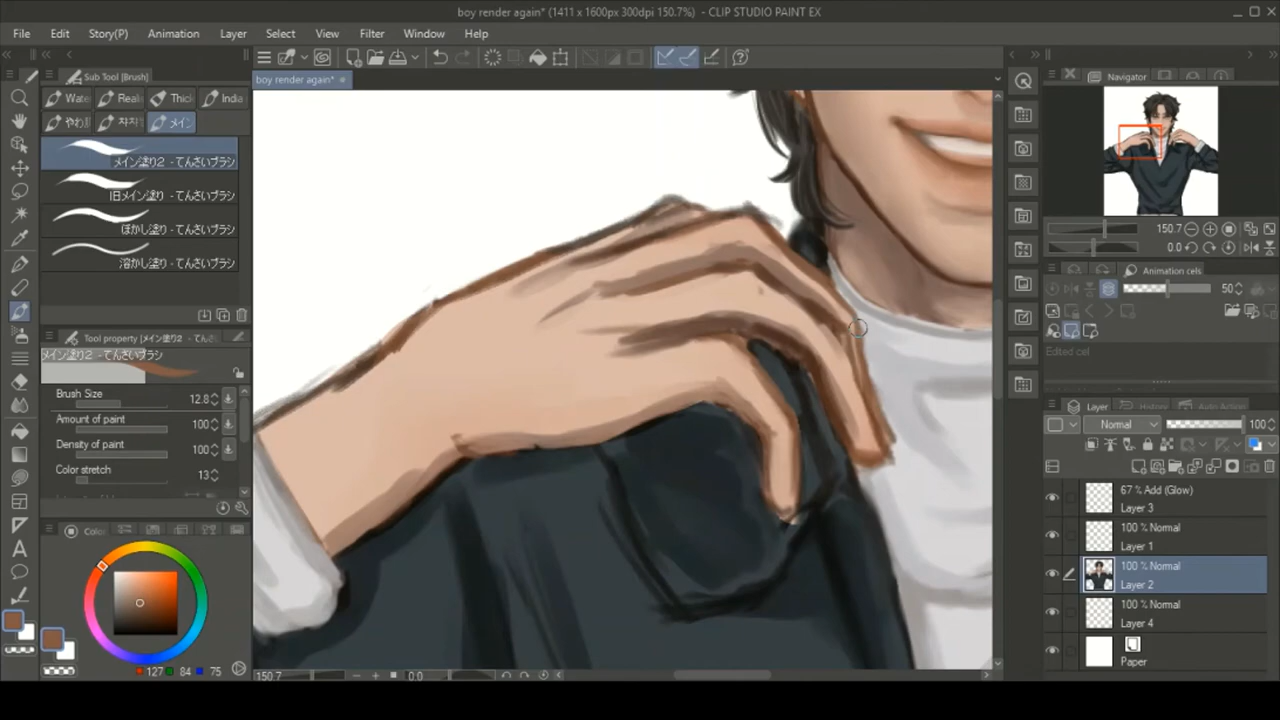 boy render again* (1411 x 1600px 300dpi 150.7%) - CLIP STUDIO PAINT EX
File Edit Story(P) Animation Layer Select View Filter Window Help
Sub Tool [Brush]
boy render again*
Navigator
Wate Reali Thick India
やわ メイン
メイン塗り2 - てんさいブラシ
旧メイン塗り - てんさいブラシ
ぼかし塗り - てんさいブラシ
溶かし塗り - てんさいブラシ
150.7
0.0
Animation cels
50
Edited cel
Tool property [メイン塗り2 - てんさ
メイン塗り2 - てんさいブラシ
Brush Size 12.8
Amount of paint 100
Density of paint 100
Color stretch 13
Layer History Auto Action
Normal 100
67 % Add (Glow)
Layer 3
100 % Normal
Layer 1
100 % Normal
Layer 2
100 % Normal
Layer 4
Paper
Color
127 84 75
150.7 0.0